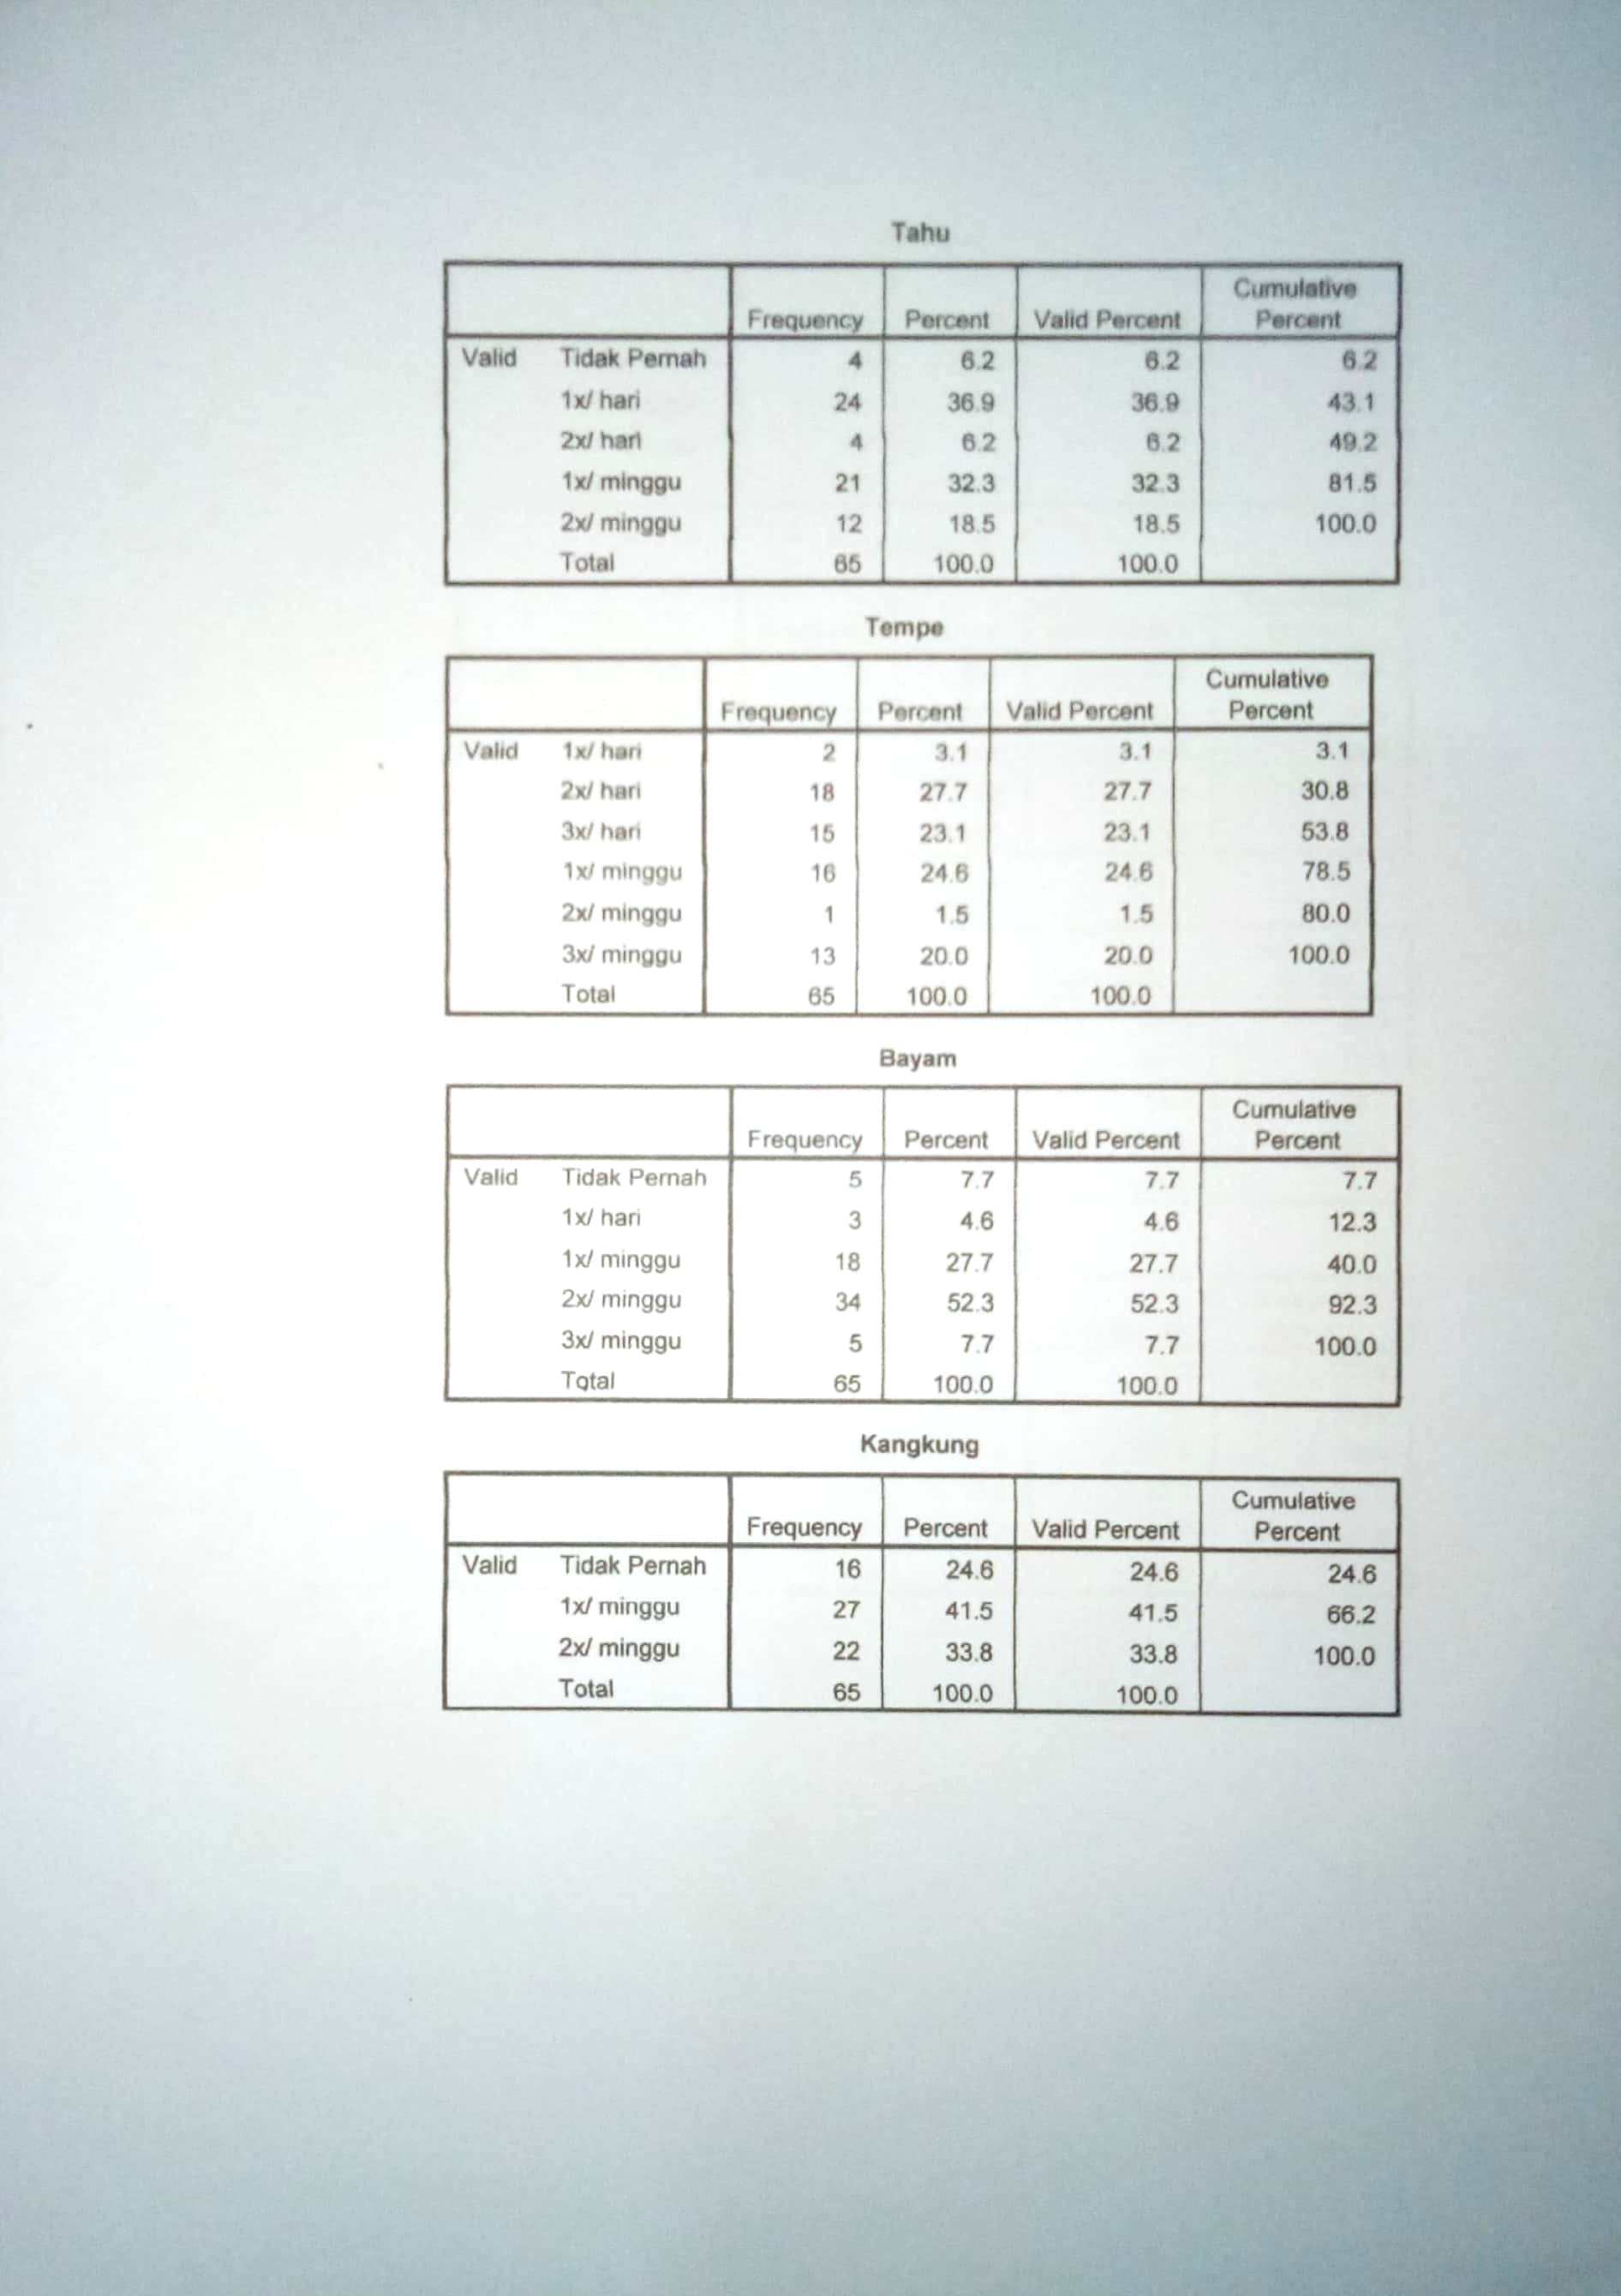 Tahu
Frequency Percent Valid Percent Cumulative Percent
Valid Tidak Pernah 4 6.2 6.2 6.2
1x/ hari 24 36.9 36.9 43.1
2x/ hari 4 6.2 6.2 49.2
1x/ minggu 21 32.3 32.3 81.5
2x/ minggu 12 18.5 18.5 100.0
Total 65 100.0 100.0
Tempe
Frequency Percent Valid Percent Cumulative Percent
Valid 1x/ hari 2 3.1 3.1 3.1
2x/ hari 18 27.7 27.7 30.8
3x/ hari 15 23.1 23.1 53.8
1x/ minggu 16 24.6 24.6 78.5
2x/ minggu 1 1.5 1.5 80.0
3x/ minggu 13 20.0 20.0 100.0
Total 65 100.0 100.0
Bayam
Frequency Percent Valid Percent Cumulative Percent
Valid Tidak Pernah 5 7.7 7.7 7.7
1x/ hari 3 4.6 4.6 12.3
1x/ minggu 18 27.7 27.7 40.0
2x/ minggu 34 52.3 52.3 92.3
3x/ minggu 5 7.7 7.7 100.0
Total 65 100.0 100.0
Kangkung
Frequency Percent Valid Percent Cumulative Percent
Valid Tidak Pernah 16 24.6 24.6 24.6
1x/ minggu 27 41.5 41.5 66.2
2x/ minggu 22 33.8 33.8 100.0
Total 65 100.0 100.0